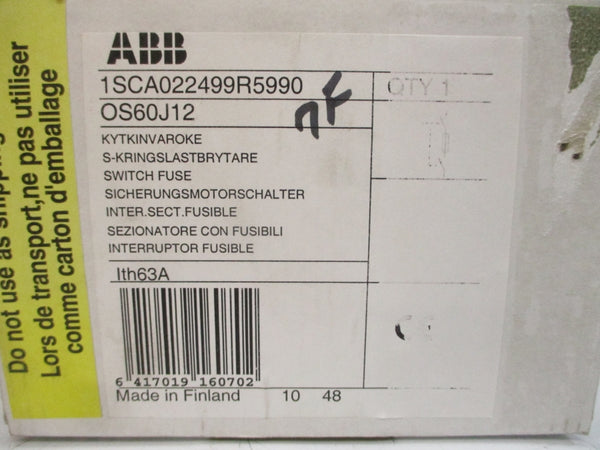 ABB
1SCA022499R5990
QTY 1
OS60J12
KYTKINVAROKE
S-KRINGSLASTBRYTARE
SWITCH FUSE
SICHERUNGSMOTORSCHALTER
INTER.SECT.FUSIBLE
SEZIONATORE CON FUSIBILI
INTERRUPTOR FUSIBLE
Ith63A
6 417019 160702
Made in Finland 10 48
Do not use as shipping
Lors de transport,ne pas utiliser
comme carton d'emballage